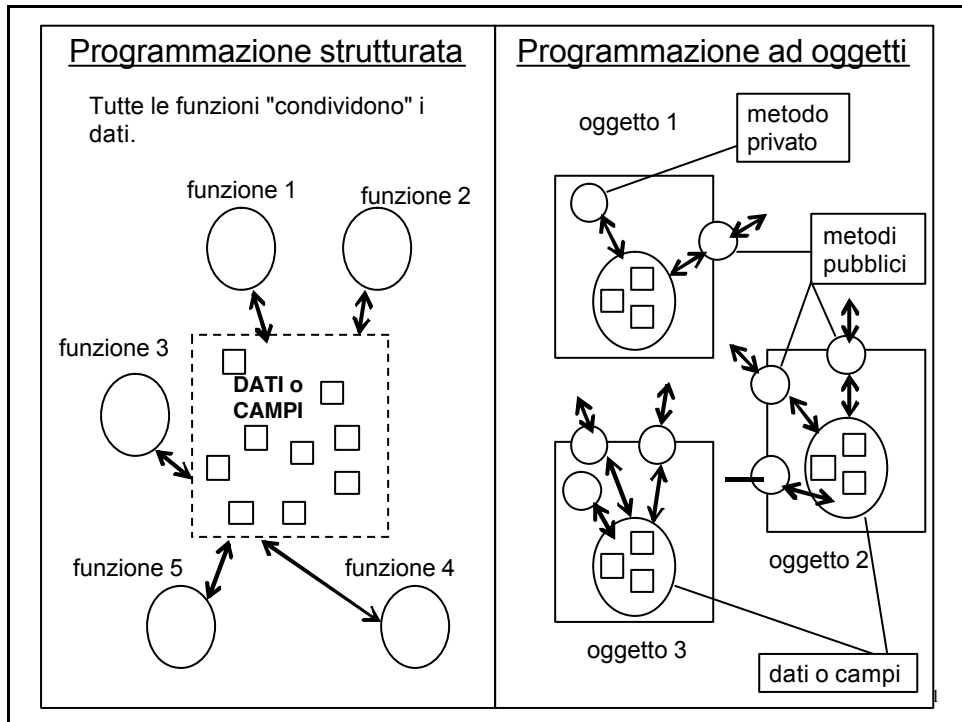 Programmazione strutturata
Tutte le funzioni "condividono" i
dati.
funzione 1
funzione 2
funzione 3
DATI o
CAMPI
funzione 5
funzione 4
Programmazione ad oggetti
oggetto 1
metodo
privato
metodi
pubblici
oggetto 2
oggetto 3
dati o campi
1